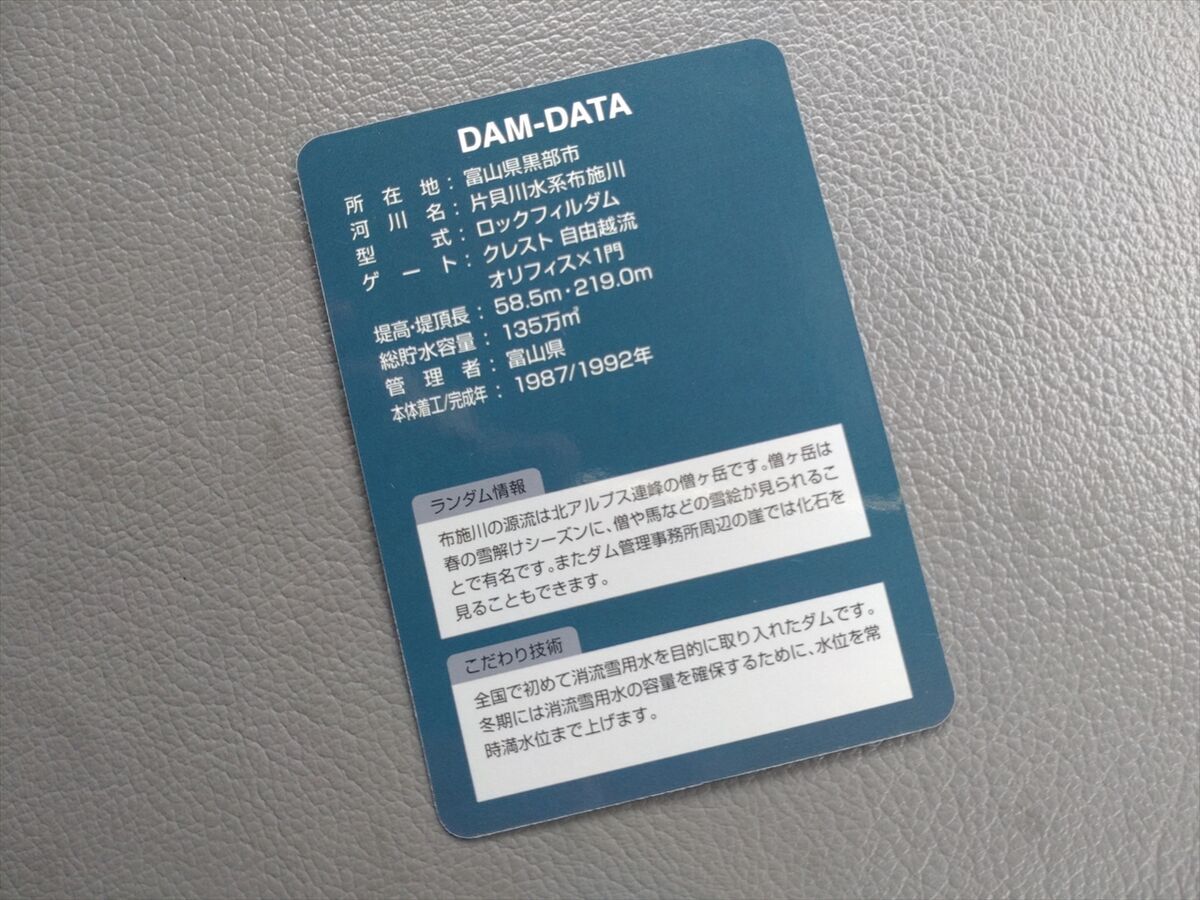 DAM-DATA
所在地：富山県黒部市
河川名：片貝川水系布施川
型式：ロックフィルダム
ゲート：クレスト 自由越流
オリフィス×1門
堤高・堤頂長：58.5m・219.0m
総貯水容量：135万㎥
管理者：富山県
本体着工/完成年：1987/1992年
ランダム情報
布施川の源流は北アルプス連峰の僧ヶ岳です。僧ヶ岳は
春の雪解けシーズンに、僧や馬などの雪絵が見られるこ
とで有名です。またダム管理事務所周辺の崖では化石を
見ることもできます。
こだわり技術
全国で初めて消流雪用水を目的に取り入れたダムです。
冬期には消流雪用水の容量を確保するために、水位を常
時満水位まで上げます。